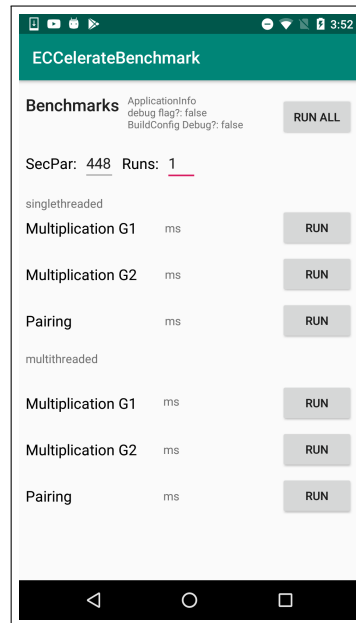 3:52
ECCelerateBenchmark
Benchmarks
ApplicationInfo
debug flag?: false
BuildConfig Debug?: false
RUN ALL
SecPar: 448 Runs: 1
singlethreaded
Multiplication G1 ms RUN
Multiplication G2 ms RUN
Pairing ms RUN
multithreaded
Multiplication G1 ms RUN
Multiplication G2 ms RUN
Pairing ms RUN